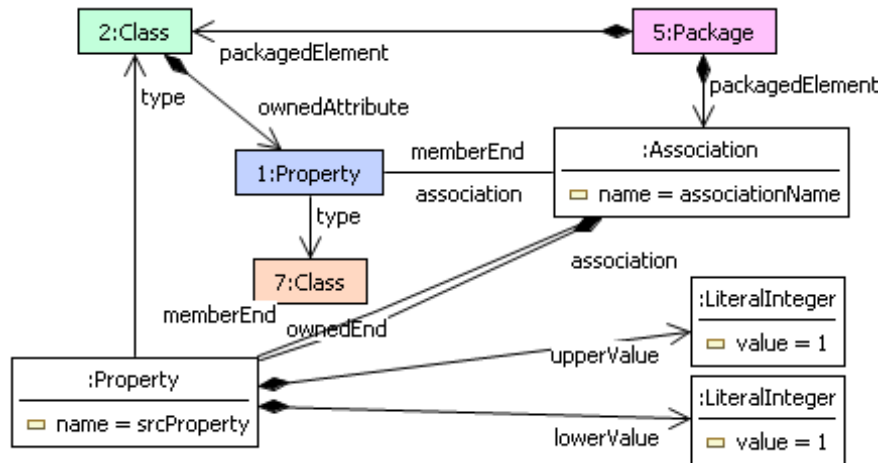 2:Class
5:Package
packagedElement
packagedElement
type
ownedAttribute
:Association
name = associationName
1:Property
memberEnd
association
type
7:Class
association
memberEnd
ownedEnd
:LiteralInteger
value = 1
upperValue
:Property
name = srcProperty
:LiteralInteger
value = 1
lowerValue